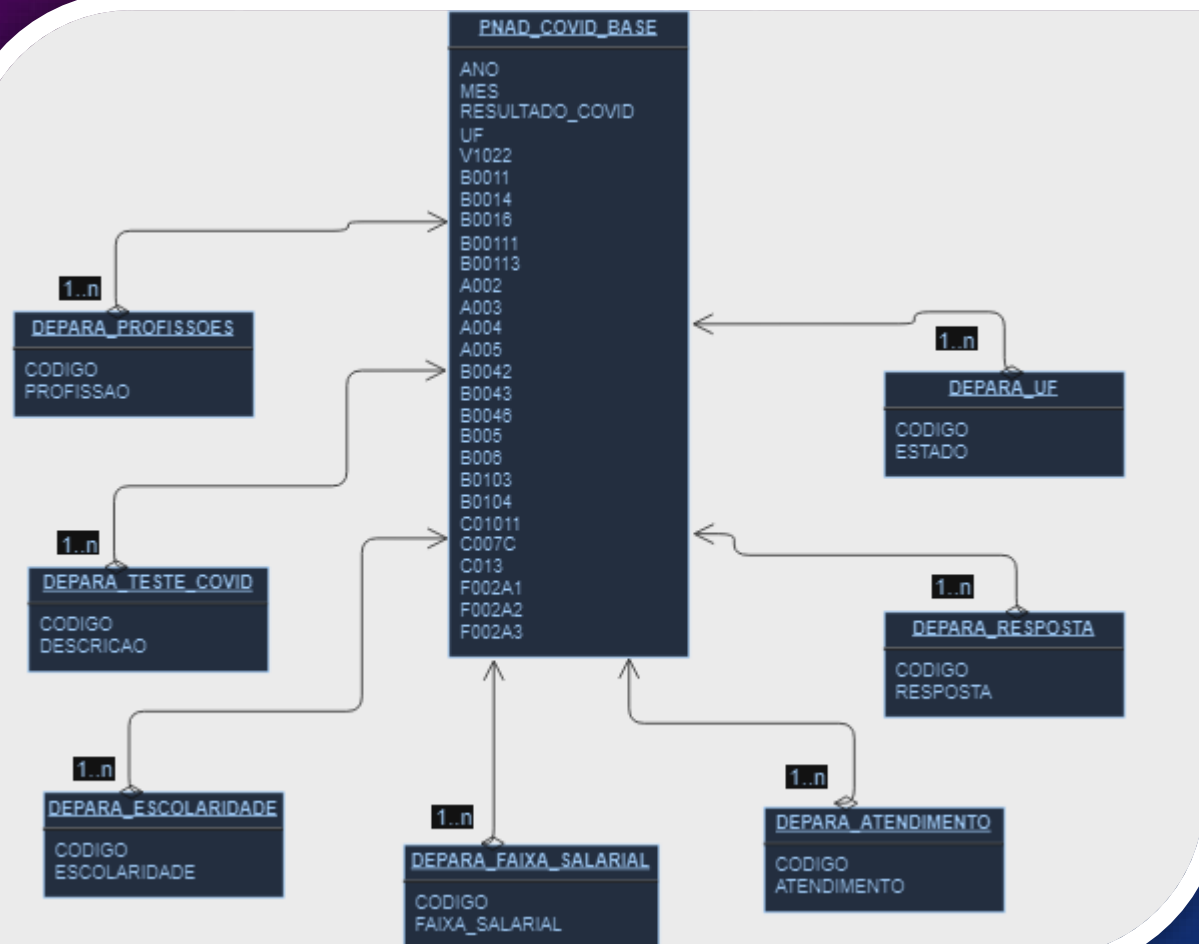 PNAD_COVID_BASE
ANO
MES
RESULTADO_COVID
UF
V1022
B0011
B0014
B0016
B00111
B00113
A002
A003
A004
A005
B0042
B0043
B0046
B005
B006
B0103
B0104
C01011
C007C
C013
F002A1
F002A2
F002A3
1..n
DEPARA_PROFISSOES
CODIGO
PROFISSAO
1..n
DEPARA_UF
CODIGO
ESTADO
1..n
DEPARA_TESTE_COVID
CODIGO
DESCRICAO
1..n
DEPARA_RESPOSTA
CODIGO
RESPOSTA
1..n
DEPARA_ESCOLARIDADE
CODIGO
ESCOLARIDADE
1..n
DEPARA_FAIXA_SALARIAL
CODIGO
FAIXA_SALARIAL
1..n
DEPARA_ATENDIMENTO
CODIGO
ATENDIMENTO